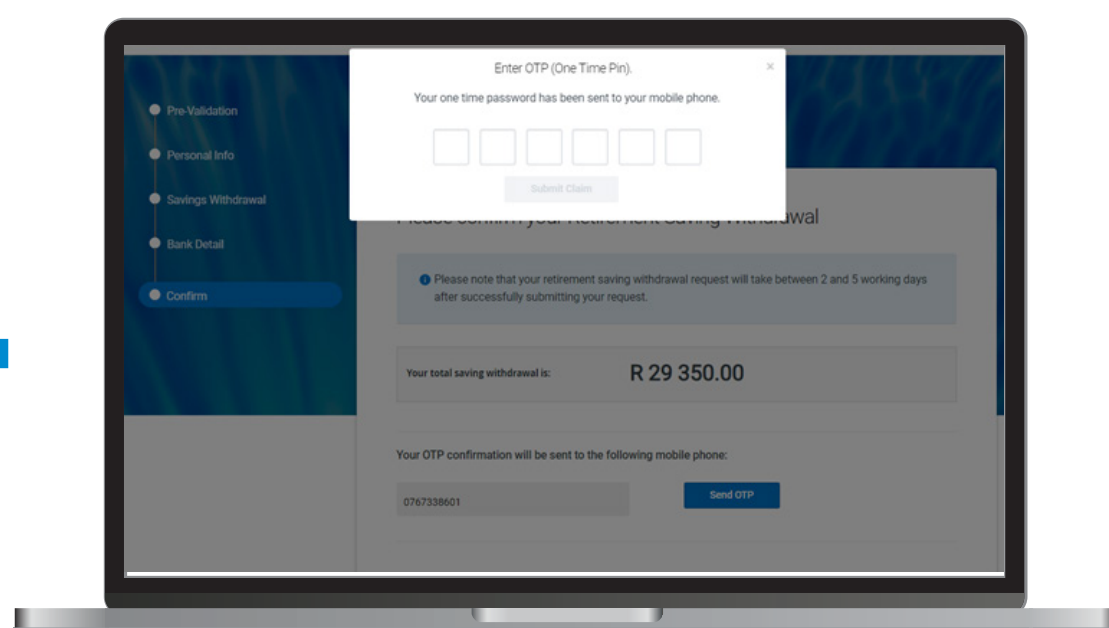 Enter OTP (One Time Pin).
×
Your one time password has been sent to your mobile phone.
Submit Claim
Pre-Validation
Personal Info
Savings Withdrawal
Bank Detail
Confirm
Please confirm your Retirement Saving Withdrawal
Please note that your retirement saving withdrawal request will take between 2 and 5 working days
after successfully submitting your request.
Your total saving withdrawal is:
R 29 350.00
Your OTP confirmation will be sent to the following mobile phone:
0767338601
Send OTP